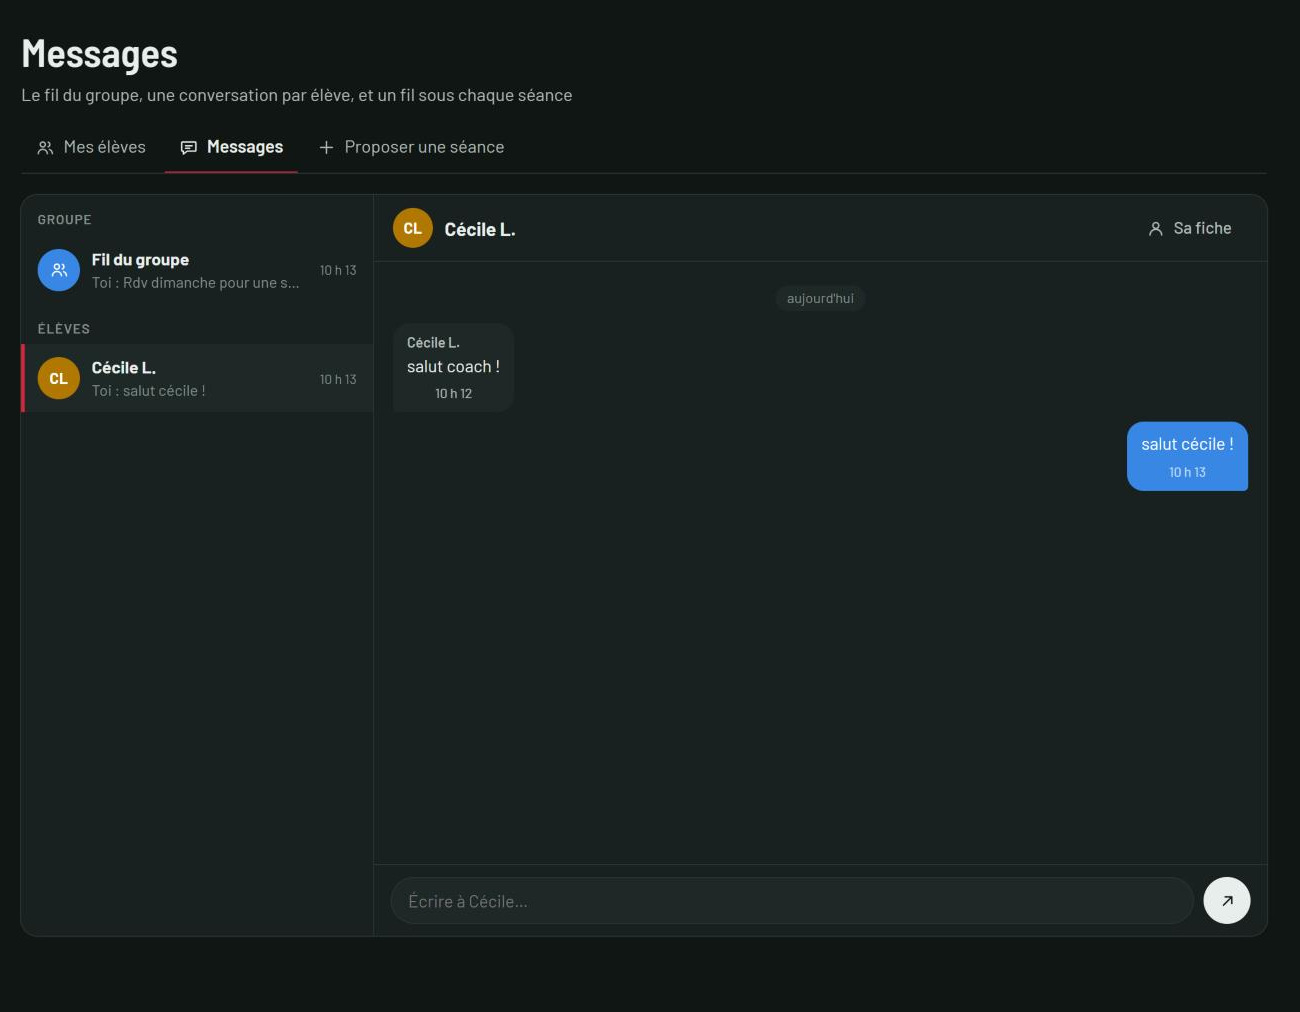 Messages
Le fil du groupe, une conversation par élève, et un fil sous chaque séance
Mes élèves
Messages
Proposer une séance
GROUPE
Fil du groupe
Toi : Rdv dimanche pour une s...
10 h 13
ÉLÈVES
CL
Cécile L.
Toi : salut cécile !
10 h 13
CL
Cécile L.
Sa fiche
aujourd'hui
Cécile L.
salut coach !
10 h 12
salut cécile !
10 h 13
Écrire à Cécile...